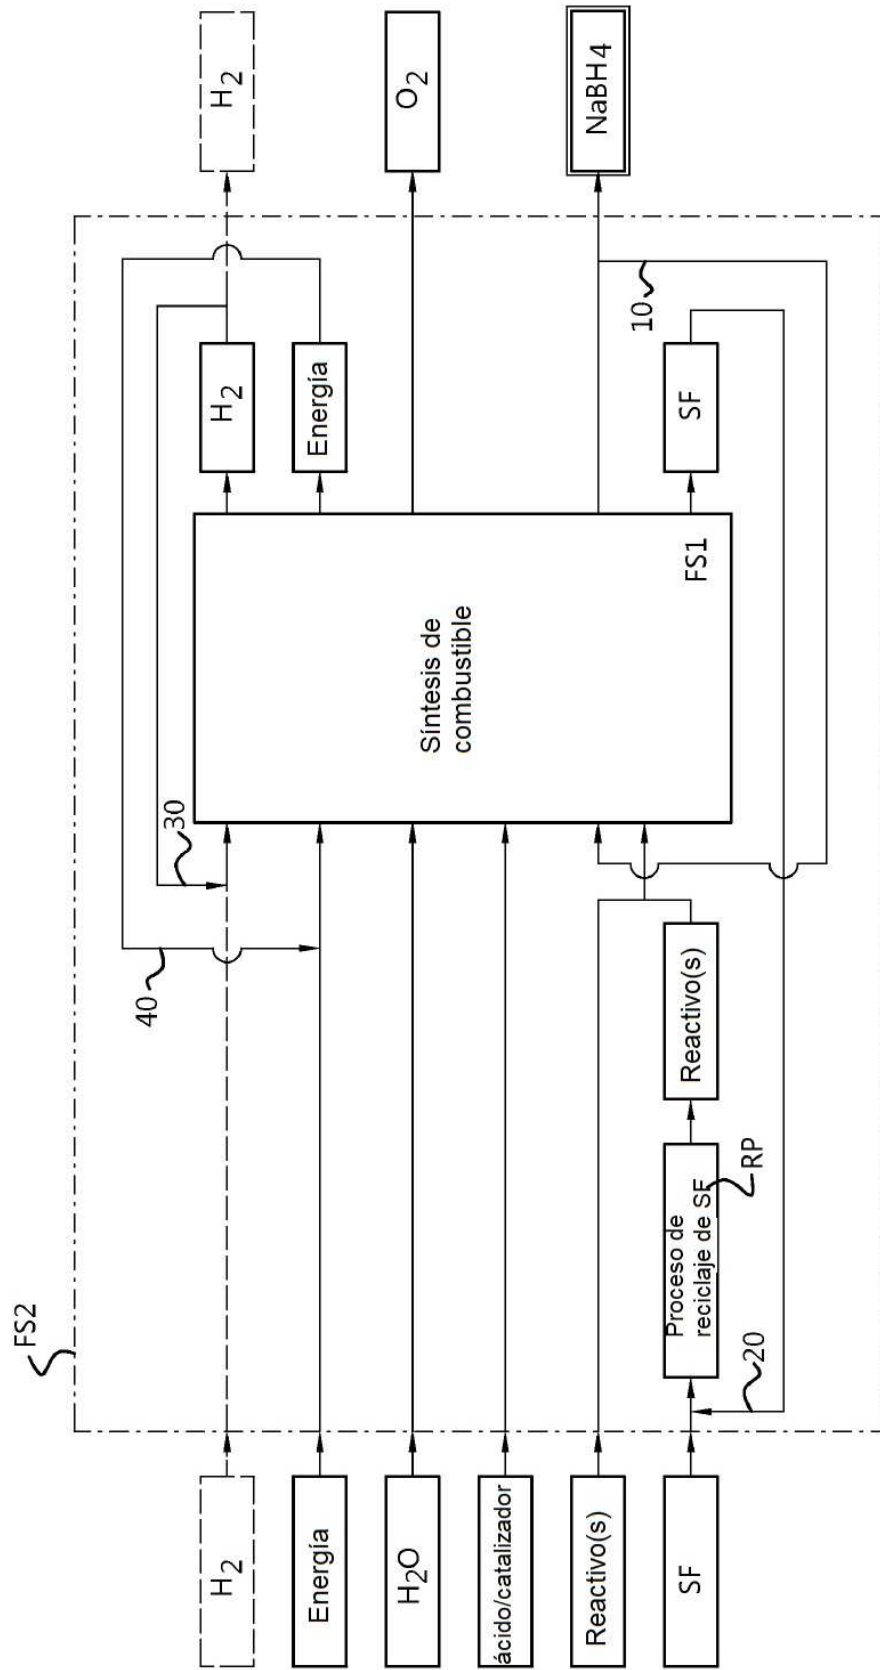 FS2
H2
Energía
H2O
ácido/catalizador
Reactivo(s)
SF
40
30
20
Proceso de
reciclaje de SF
RP
Reactivo(s)
Síntesis de
combustible
FS1
H2
Energía
SF
10
H2
O2
NaBH4